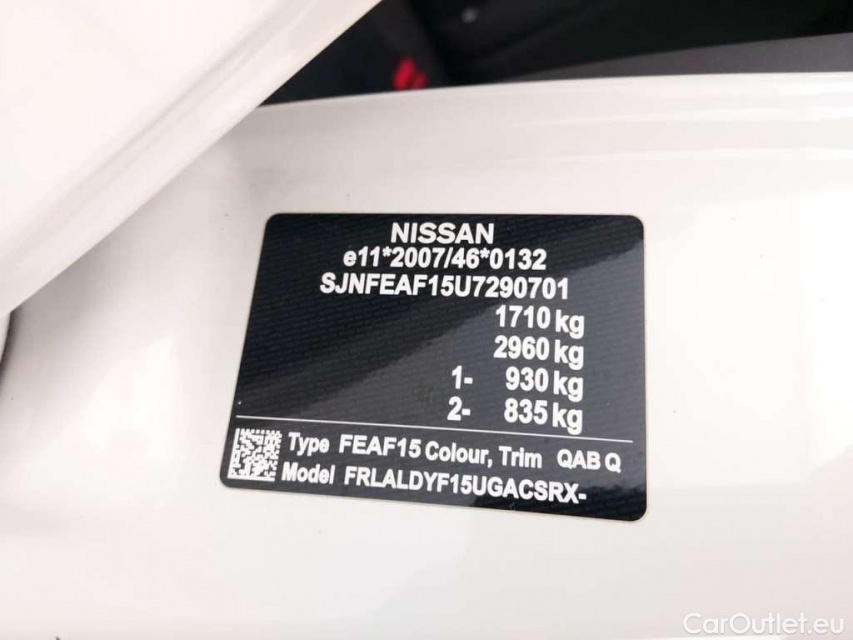 NISSAN
e11*2007/46*0132
SJNFEAF15U7290701
1710 kg
2960 kg
1- 930 kg
2- 835 kg
Type FEAF15 Colour, Trim QAB Q
Model FRLALDYF15UGACSRX-
CarOutlet.eu